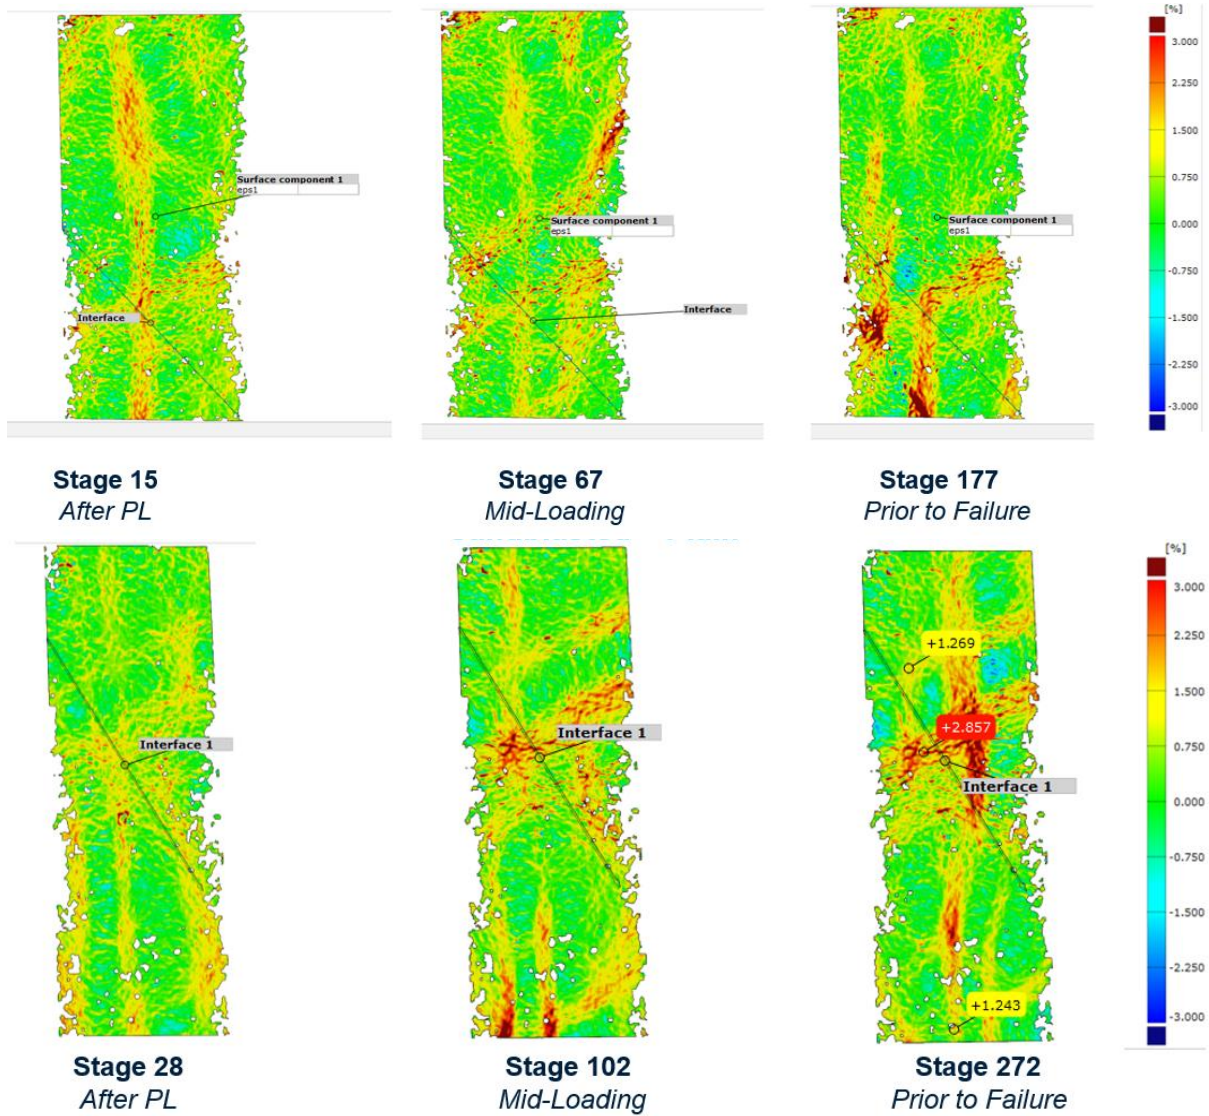 [%]
3.000
2.250
1.500
0.750
0.000
-0.750
-1.500
-2.250
-3.000
Surface component 1
eps1
Interface
Surface component 1
eps1
Interface
Surface component 1
eps1
Stage 15
After PL
Stage 67
Mid-Loading
Stage 177
Prior to Failure
[%]
3.000
2.250
1.500
0.750
0.000
-0.750
-1.500
-2.250
-3.000
Interface 1
Interface 1
+1.269
+2.857
Interface 1
+1.243
Stage 28
After PL
Stage 102
Mid-Loading
Stage 272
Prior to Failure